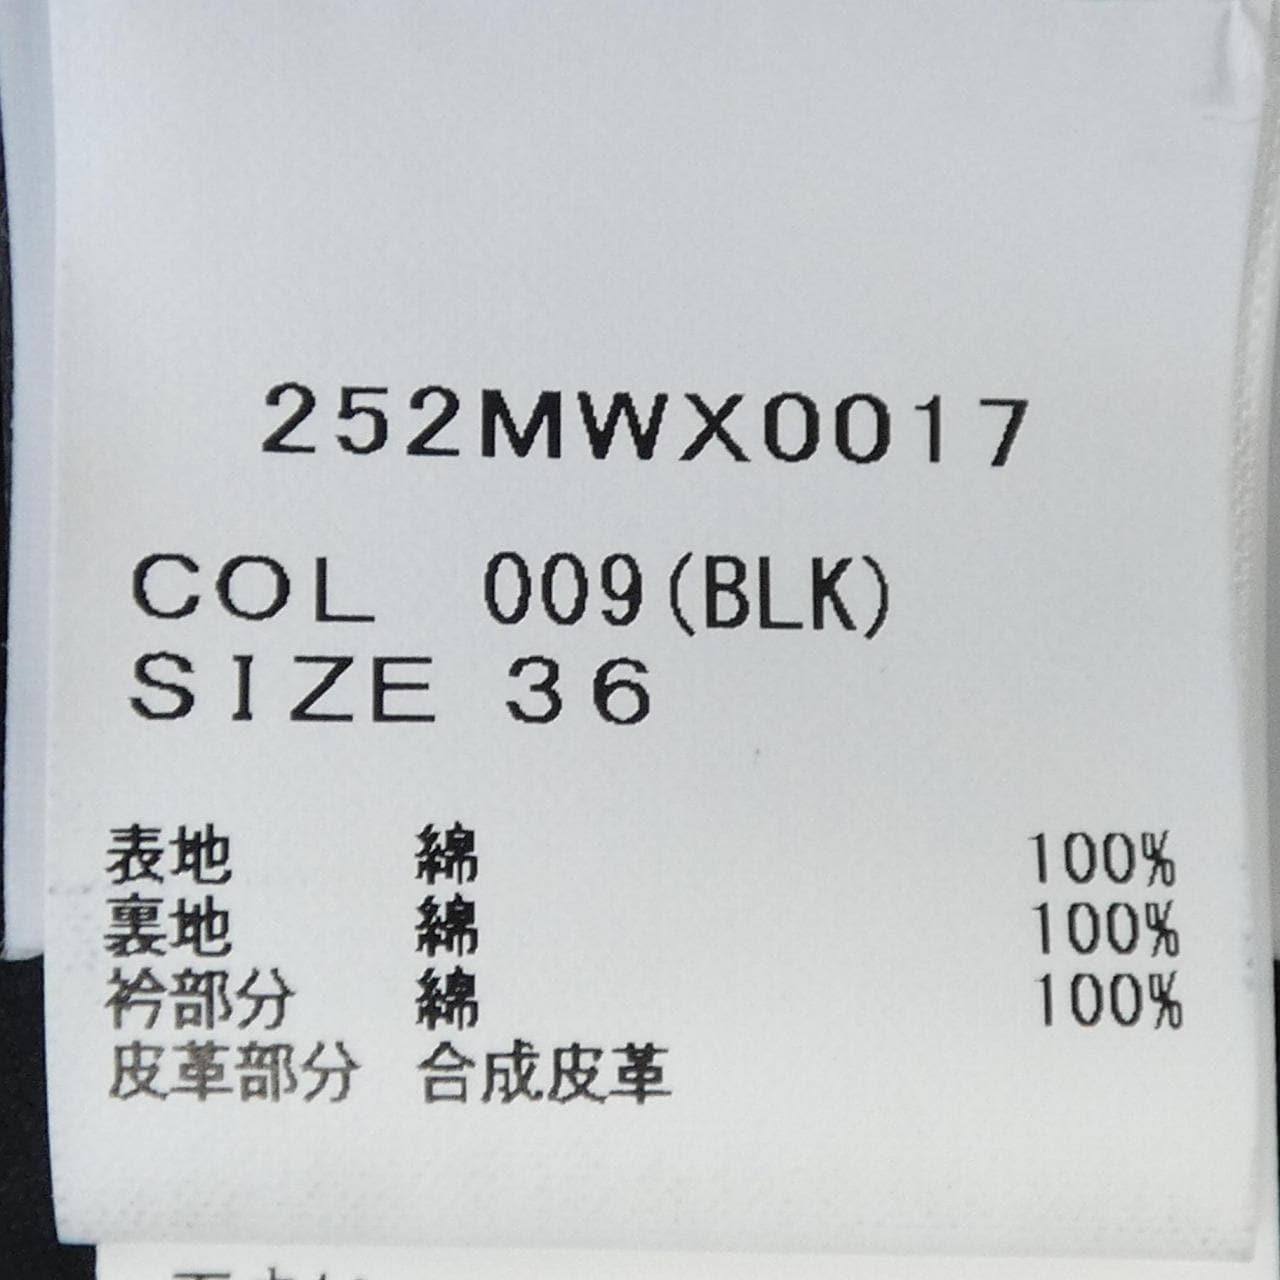 252MWX0017
COL 009(BLK)
SIZE 36
表地 綿 100%
裏地 綿 100%
衿部分 綿 100%
皮革部分 合成皮革